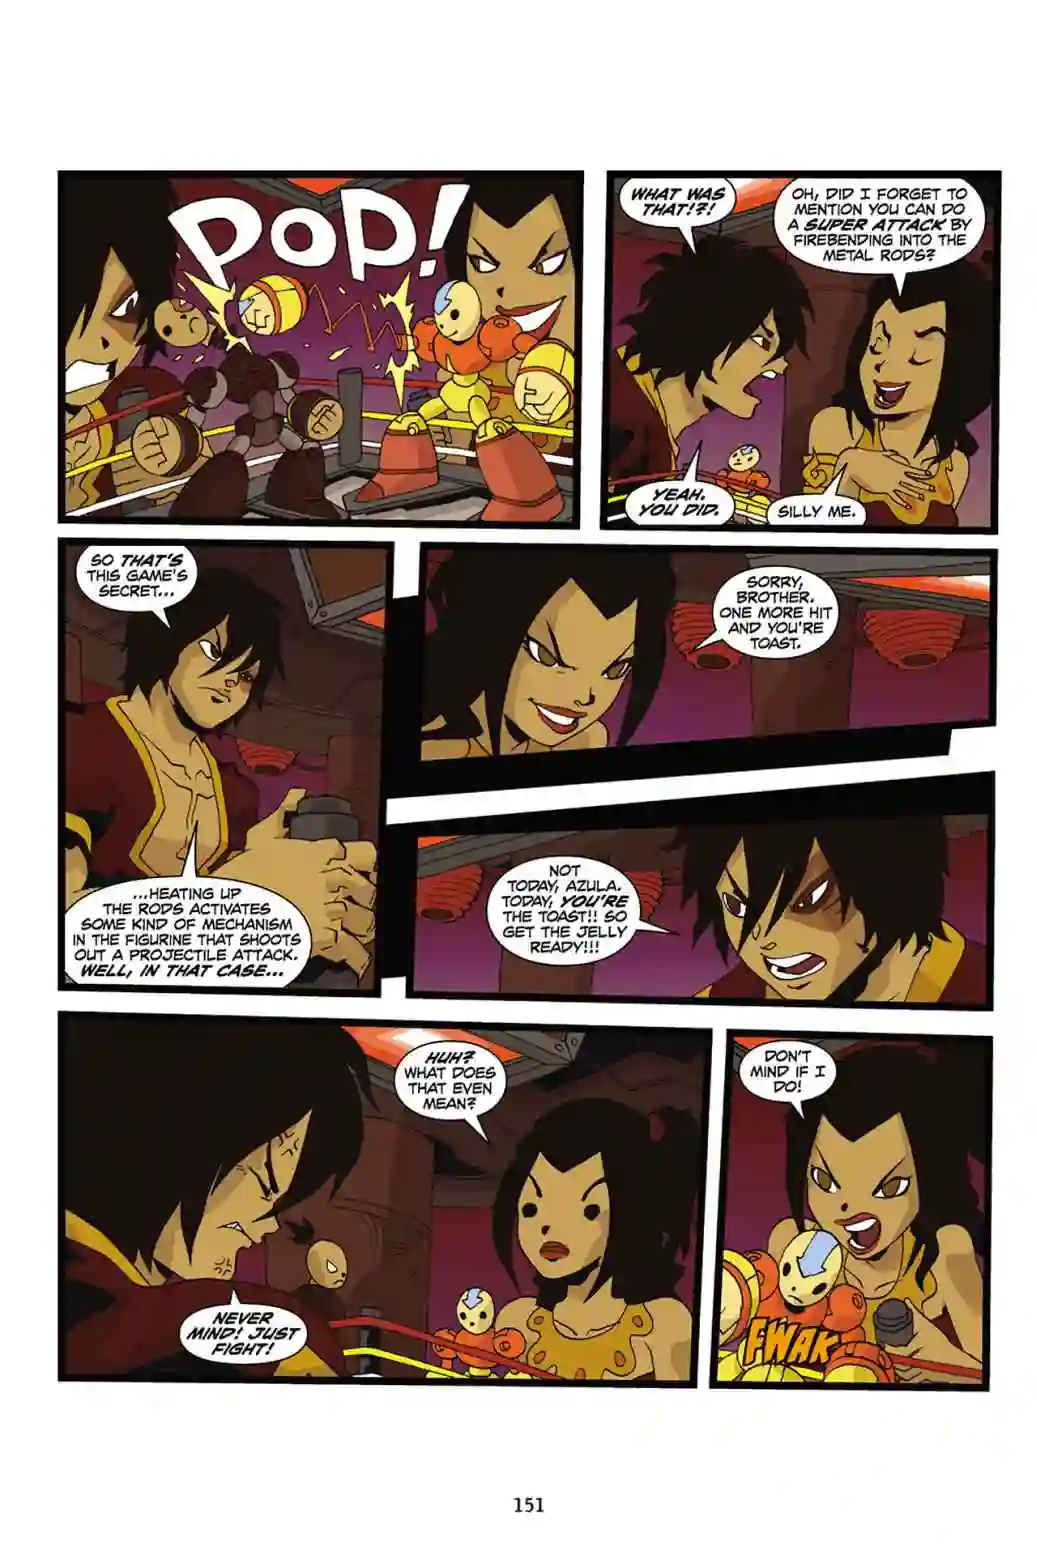 POP!
WHAT WAS
THAT!?!
OH, DID I FORGET TO
MENTION YOU CAN DO
A SUPER ATTACK BY
FIREBENDING INTO THE
METAL RODS?
YEAH.
YOU DID.
SILLY ME.
SO THAT'S
THIS GAME'S
SECRET...
...HEATING UP
THE RODS ACTIVATES
SOME KIND OF MECHANISM
IN THE FIGURINE THAT SHOOTS
OUT A PROJECTILE ATTACK.
WELL, IN THAT CASE...
SORRY,
BROTHER.
ONE MORE HIT
AND YOU'RE
TOAST.
NOT
TODAY, AZULA.
TODAY, YOU'RE
THE TOAST!! SO
GET THE JELLY
READY!!!
HUH?
WHAT DOES
THAT EVEN
MEAN?
NEVER
MIND! JUST
FIGHT!
DON'T
MIND IF I
DO!
FWAK
151